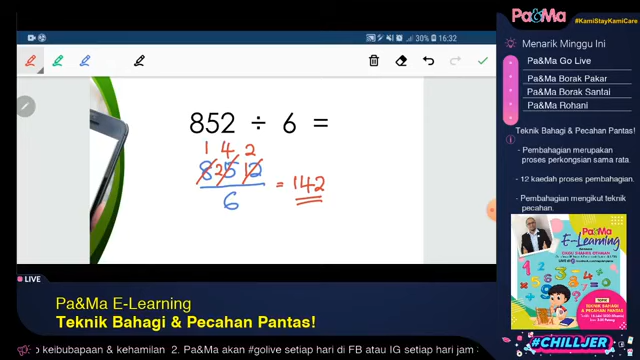 30% 16:32
852 ÷ 6 =
1 4 2
8 25 12
6
= 142
LIVE
Pa&Ma E-Learning
Teknik Bahagi & Pecahan Pantas!
o keibubapaan & kehamilan 2. Pa&Ma akan #golive setiap hari di FB atau IG setiap hari jam
Pa&Ma
#KamiStayKamiCare
Menarik Minggu Ini
Pa&Ma Go Live
Pa&Ma Borak Pakar
Pa&Ma Borak Santai
Pa&Ma Rohani
Teknik Bahagi & Pecahan Pantas!
- Pembahagian merupakan
proses perkongsian sama rata.
- 12 kaedah proses pembahagian.
- Pembahagian mengikut teknik
pecahan.
Pa&Ma
E-Learning
#CHILLJER